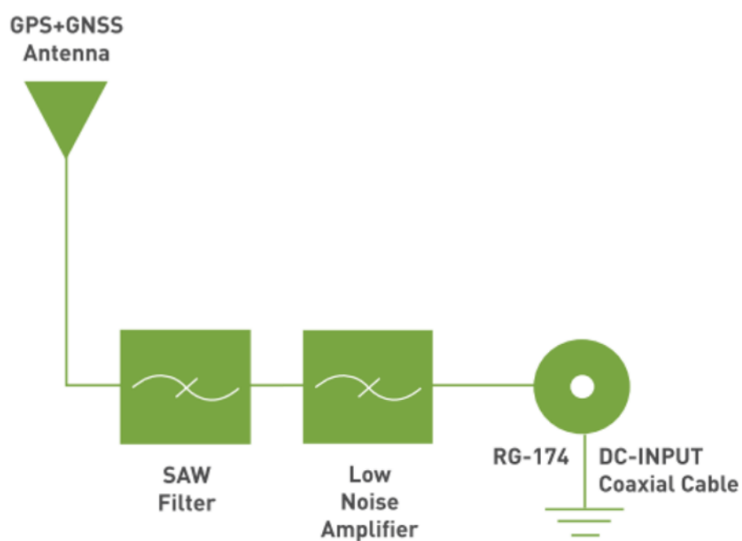 GPS+GNSS
Antenna
SAW
Filter
Low
Noise
Amplifier
RG-174
DC-INPUT
Coaxial Cable